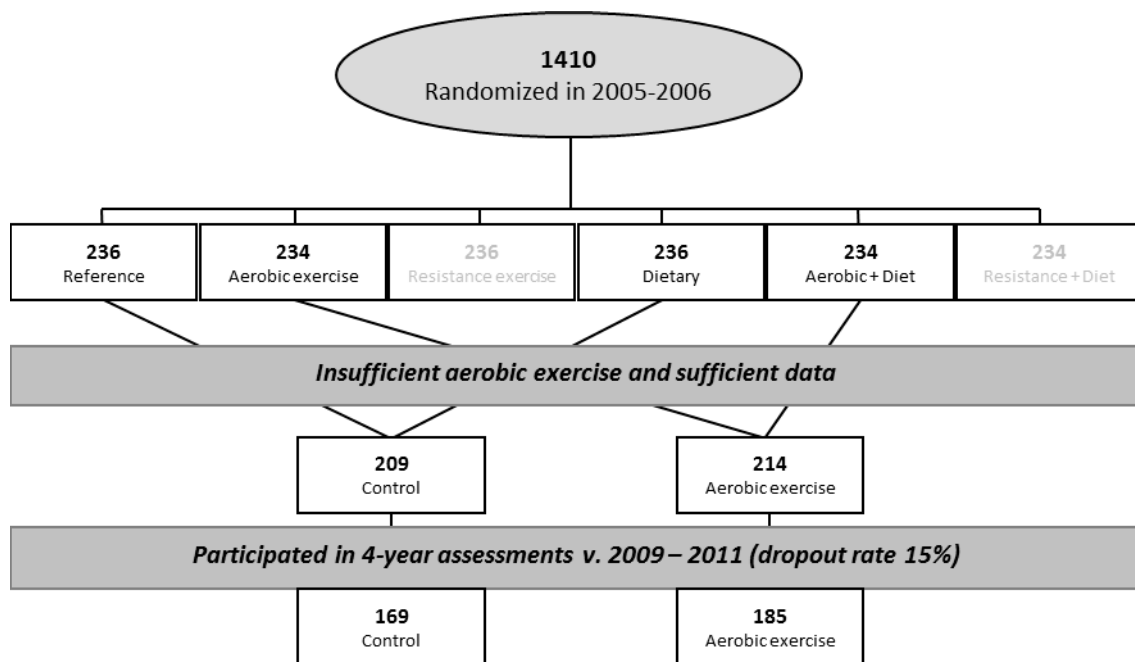 1410
Randomized in 2005-2006
236
Reference
234
Aerobic exercise
236
Resistance exercise
236
Dietary
234
Aerobic + Diet
234
Resistance + Diet
Insufficient aerobic exercise and sufficient data
209
Control
214
Aerobic exercise
Participated in 4-year assessments v. 2009 – 2011 (dropout rate 15%)
169
Control
185
Aerobic exercise